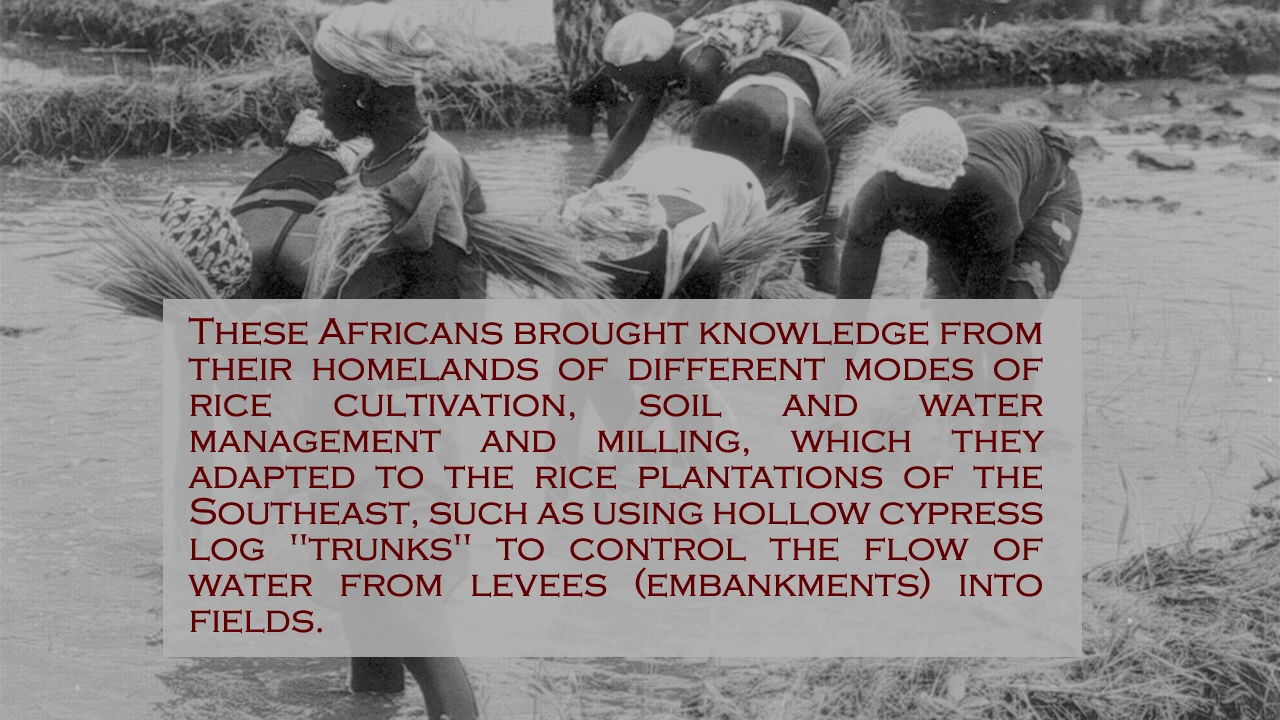 These Africans brought knowledge from
their homelands of different modes of
rice cultivation, soil and water
management and milling, which they
adapted to the rice plantations of the
Southeast, such as using hollow cypress
log "trunks" to control the flow of
water from levees (embankments) into
fields.